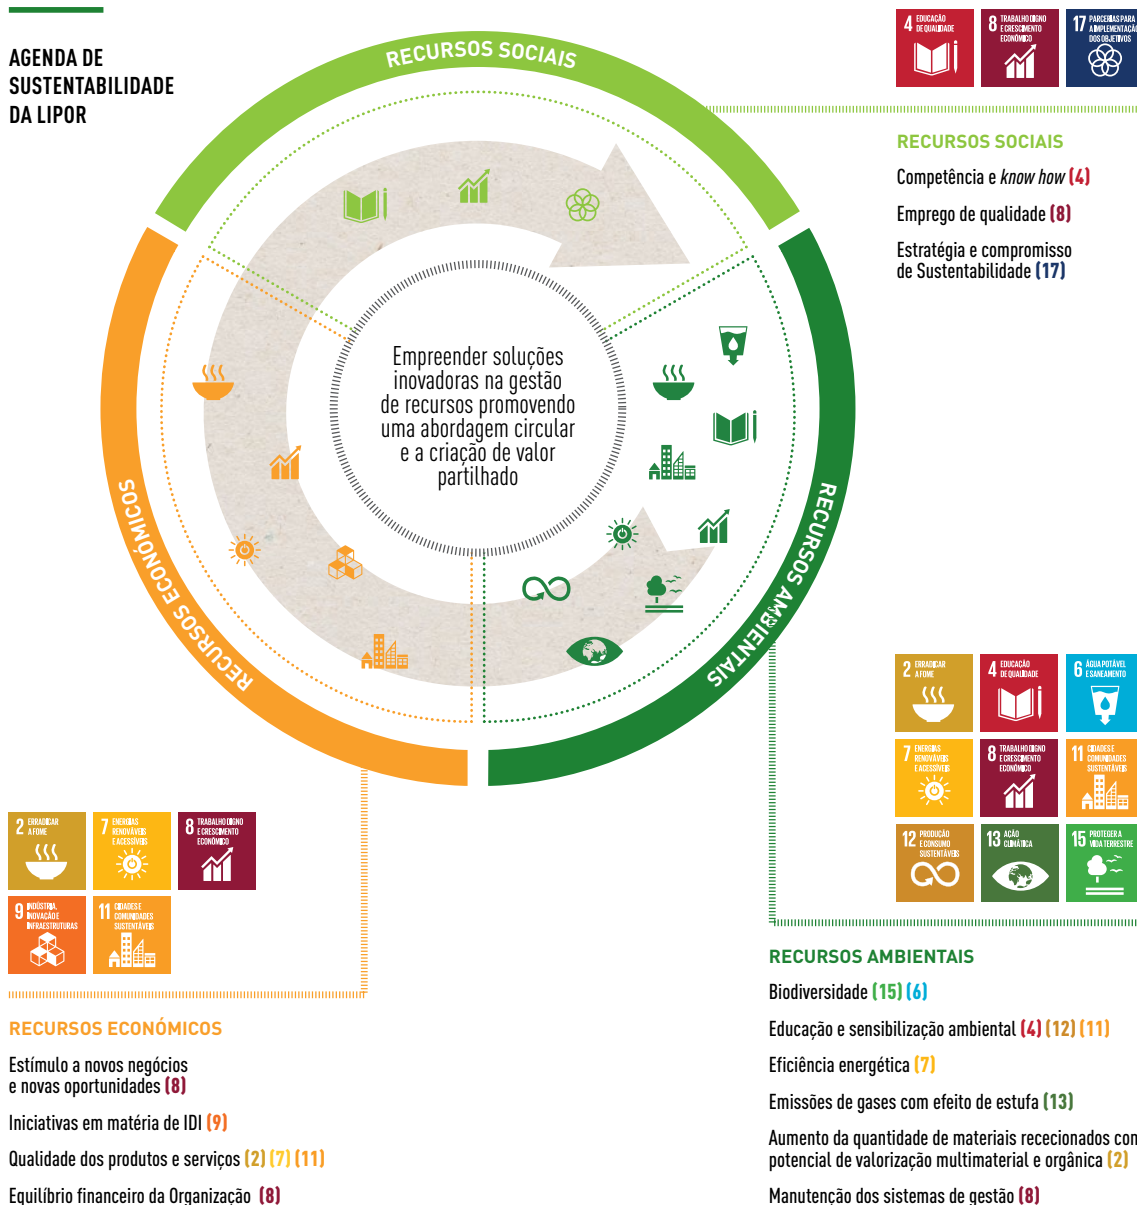 AGENDA DE
SUSTENTABILIDADE
DA LIPOR
RECURSOS SOCIAIS
RECURSOS ECONÓMICOS
RECURSOS AMBIENTAIS
Empreender soluções
inovadoras na gestão
de recursos promovendo
uma abordagem circular
e a criação de valor
partilhado
4 EDUCAÇÃO
DE QUALIDADE
8 TRABALHO DIGNO
E CRESCIMENTO
ECONÓMICO
17 PARCERIAS PARA
A IMPLEMENTAÇÃO
DOS OBJETIVOS
RECURSOS SOCIAIS
Competência e know how (4)
Emprego de qualidade (8)
Estratégia e compromisso
de Sustentabilidade (17)
2 ERRADICAR
A FOME
4 EDUCAÇÃO
DE QUALIDADE
6 ÁGUA POTÁVEL
E SANEAMENTO
7 ENERGIAS
RENOVÁVEIS
E ACESSÍVEIS
8 TRABALHO DIGNO
E CRESCIMENTO
ECONÓMICO
11 CIDADES E
COMUNIDADES
SUSTENTÁVEIS
12 PRODUÇÃO
E CONSUMO
SUSTENTÁVEIS
13 AÇÃO
CLIMÁTICA
15 PROTEGER A
VIDA TERRESTRE
RECURSOS AMBIENTAIS
Biodiversidade (15) (6)
Educação e sensibilização ambiental (4) (12) (11)
Eficiência energética (7)
Emissões de gases com efeito de estufa (13)
Aumento da quantidade de materiais rececionados com
potencial de valorização multimaterial e orgânica (2)
Manutenção dos sistemas de gestão (8)
2 ERRADICAR
A FOME
7 ENERGIAS
RENOVÁVEIS
E ACESSÍVEIS
8 TRABALHO DIGNO
E CRESCIMENTO
ECONÓMICO
9 INDÚSTRIA,
INOVAÇÃO E
INFRAESTRUTURAS
11 CIDADES E
COMUNIDADES
SUSTENTÁVEIS
RECURSOS ECONÓMICOS
Estímulo a novos negócios
e novas oportunidades (8)
Iniciativas em matéria de IDI (9)
Qualidade dos produtos e serviços (2) (7) (11)
Equilíbrio financeiro da Organização (8)